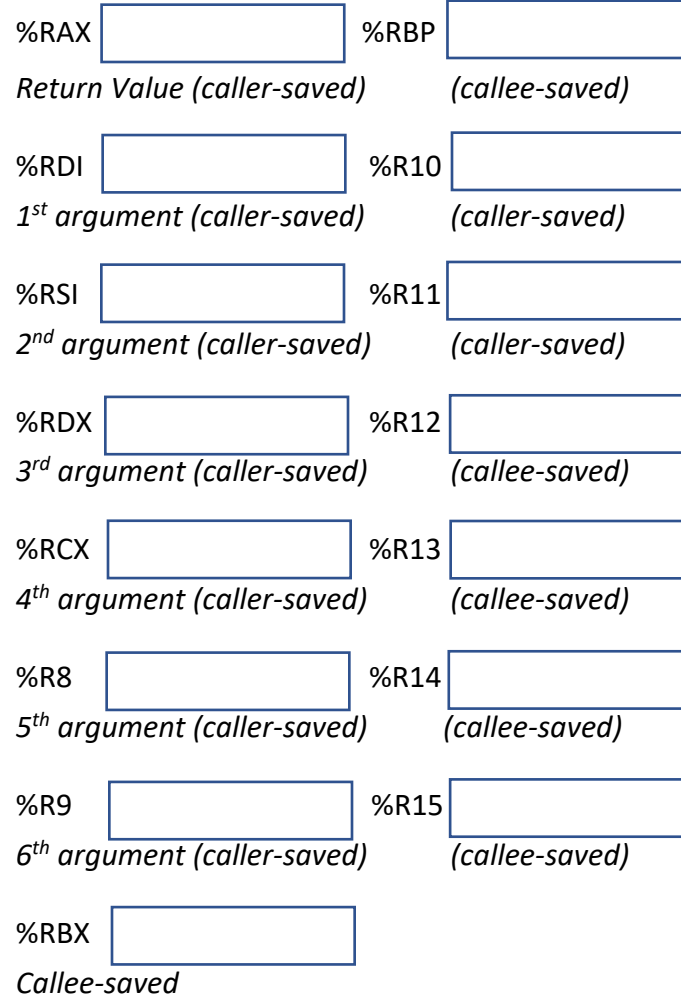 %RAX %RBP
Return Value (caller-saved) (callee-saved)
%RDI %R10
1st argument (caller-saved) (caller-saved)
%RSI %R11
2nd argument (caller-saved) (caller-saved)
%RDX %R12
3rd argument (caller-saved) (callee-saved)
%RCX %R13
4th argument (caller-saved) (callee-saved)
%R8 %R14
5th argument (caller-saved) (callee-saved)
%R9 %R15
6th argument (caller-saved) (callee-saved)
%RBX
Callee-saved